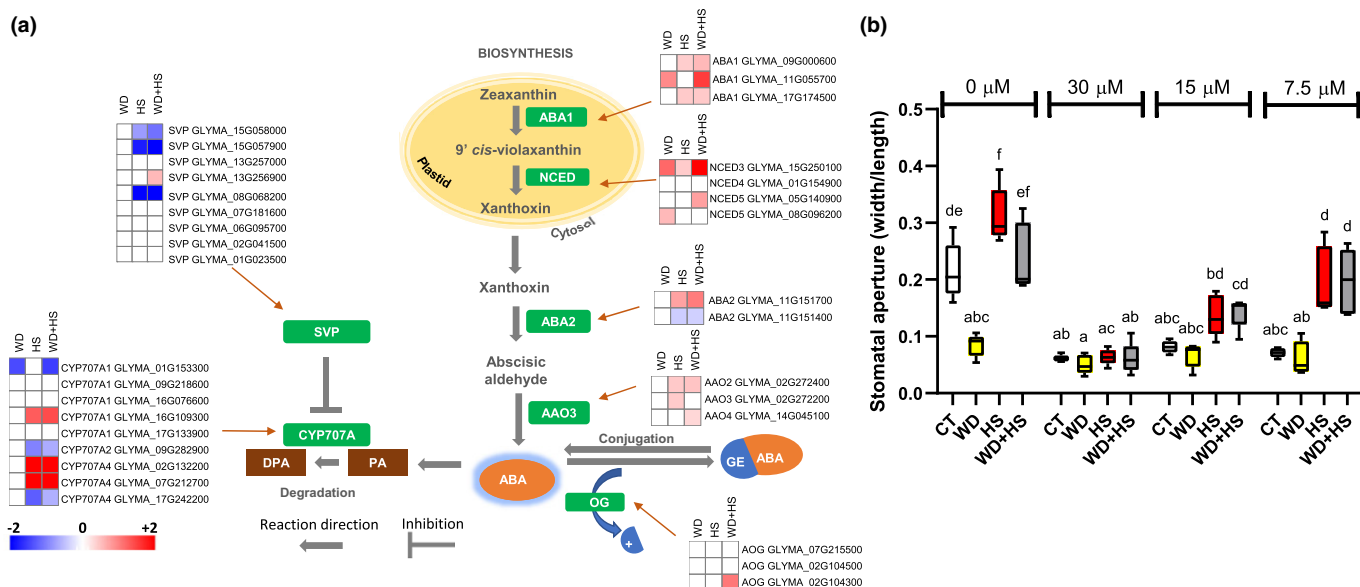 (a)
BIOSYNTHESIS
WD HS WD+HS
SVP GLYMA_15G058000
SVP GLYMA_15G057900
SVP GLYMA_13G257000
SVP GLYMA_13G256900
SVP GLYMA_08G068200
SVP GLYMA_07G181600
SVP GLYMA_06G095700
SVP GLYMA_02G041500
SVP GLYMA_01G023500
WD HS WD+HS
ABA1 GLYMA_09G000600
ABA1 GLYMA_11G055700
ABA1 GLYMA_17G174500
Zeaxanthin
ABA1
9' cis-violaxanthin
Plastid
NCED
Xanthoxin
Cytosol
WD HS WD+HS
NCED3 GLYMA_15G250100
NCED4 GLYMA_01G154900
NCED5 GLYMA_05G140900
NCED5 GLYMA_08G096200
Xanthoxin
ABA2
WD HS WD+HS
ABA2 GLYMA_11G151700
ABA2 GLYMA_11G151400
Abscisic
aldehyde
AAO3
WD HS WD+HS
AAO2 GLYMA_02G272400
AAO3 GLYMA_02G272200
AAO4 GLYMA_14G045100
SVP
CYP707A
WD HS WD+HS
CYP707A1 GLYMA_01G153300
CYP707A1 GLYMA_09G218600
CYP707A1 GLYMA_16G076600
CYP707A1 GLYMA_16G109300
CYP707A1 GLYMA_17G133900
CYP707A2 GLYMA_09G282900
CYP707A4 GLYMA_02G132200
CYP707A4 GLYMA_07G212700
CYP707A4 GLYMA_17G242200
DPA
PA
Degradation
ABA
Conjugation
GE ABA
OG
+
WD HS WD+HS
AOG GLYMA_07G215500
AOG GLYMA_02G104500
AOG GLYMA_02G104300
-2 0 +2
Reaction direction
Inhibition
(b)
0 μM 30 μM 15 μM 7.5 μM
Stomatal aperture (width/length)
0.5
0.4
0.3
0.2
0.1
0.0
de abc f ef ab a ac ab abc abc bd cd abc abc d d
CT WD HS WD+HS CT WD HS WD+HS CT WD HS WD+HS CT WD HS WD+HS